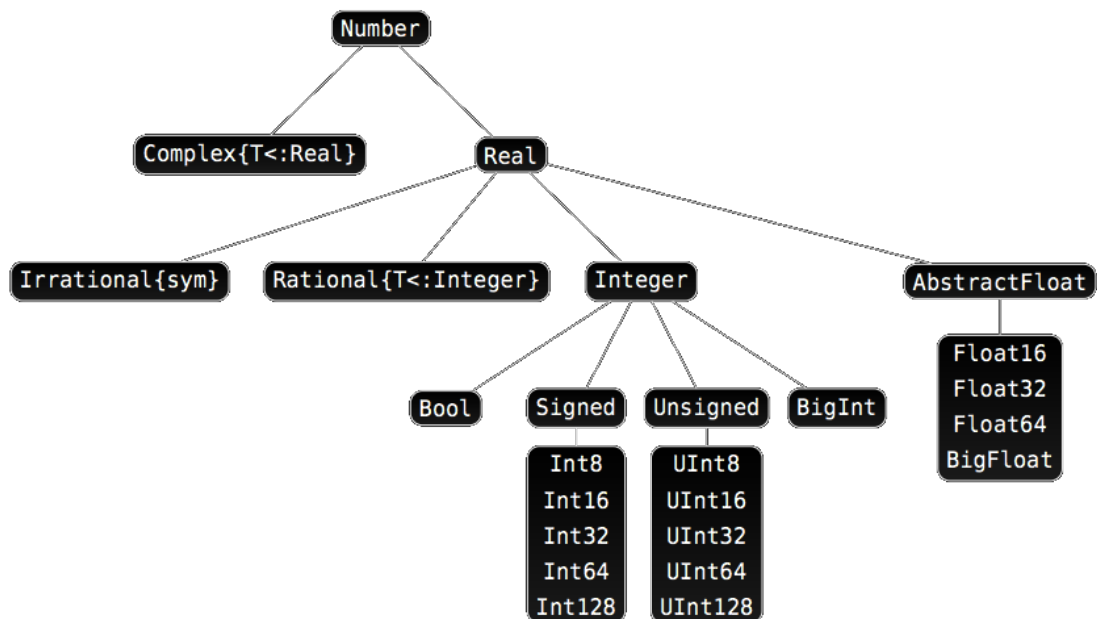 Number
Complex{T<:Real}
Real
Irrational{sym}
Rational{T<:Integer}
Integer
AbstractFloat
Float16
Float32
Float64
BigFloat
Bool
Signed
Unsigned
BigInt
Int8
Int16
Int32
Int64
Int128
UInt8
UInt16
UInt32
UInt64
UInt128